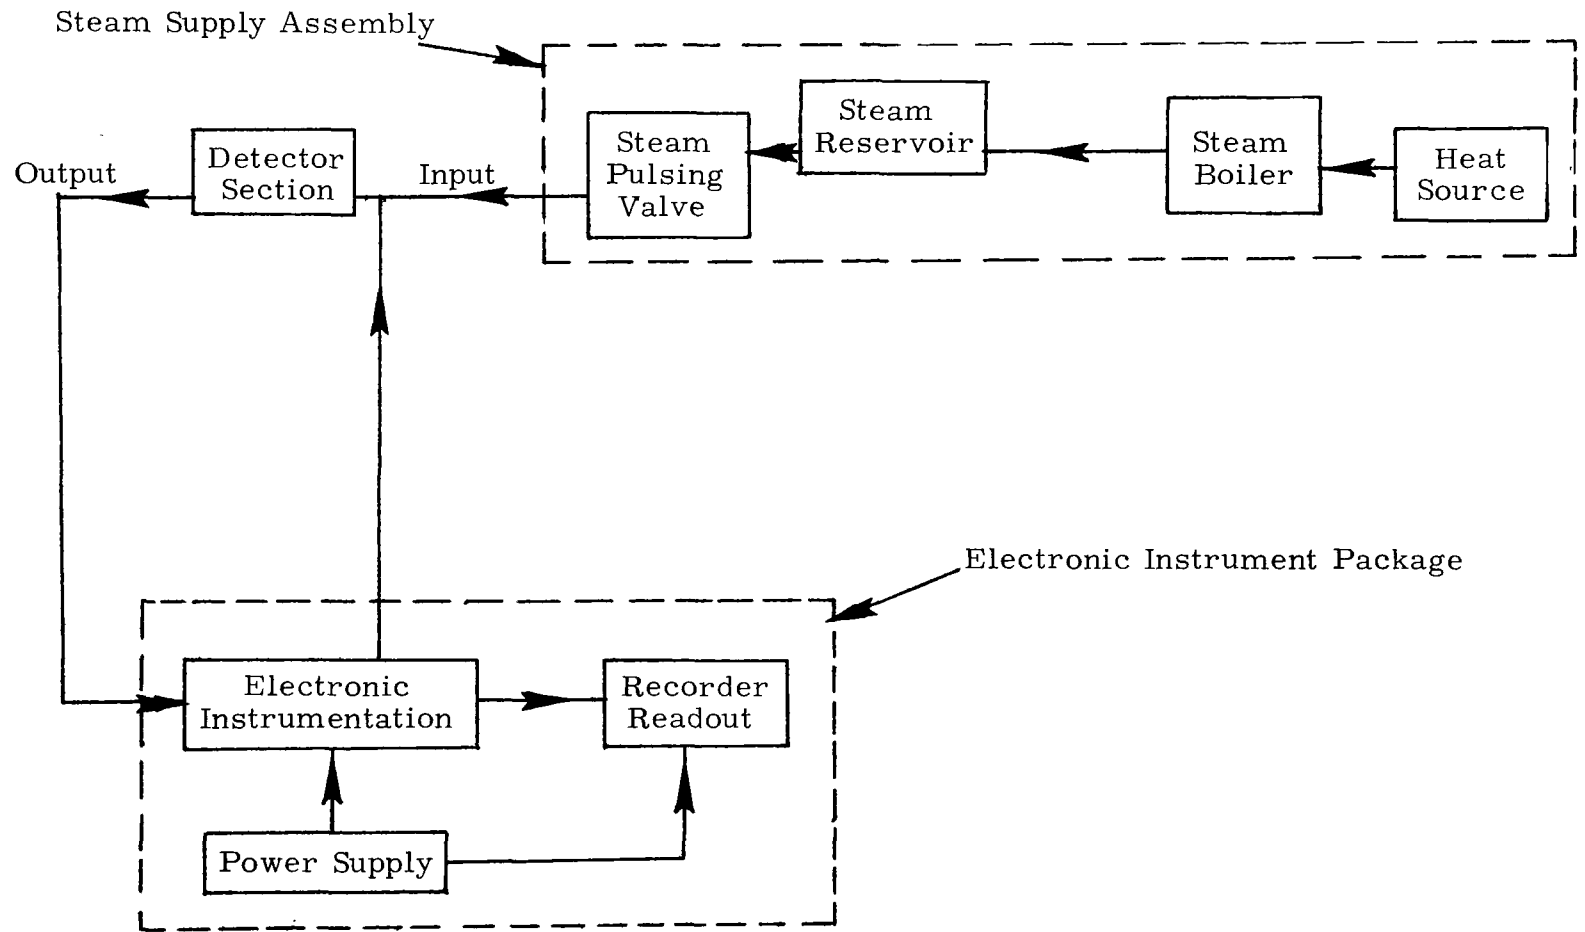 Steam Supply Assembly
Steam
Reservoir
Steam
Pulsing
Valve
Steam
Boiler
Heat
Source
Detector
Section
Output
Input
Electronic Instrument Package
Electronic
Instrumentation
Recorder
Readout
Power Supply